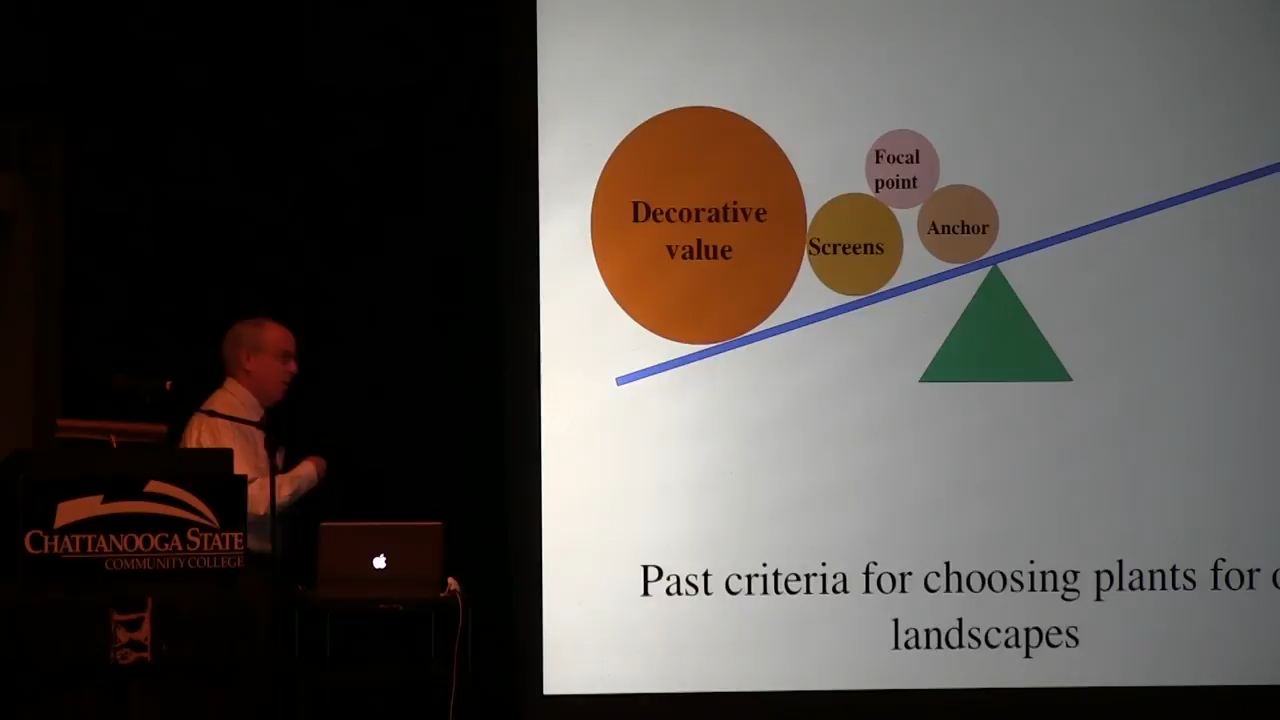 Decorative
value
Screens
Focal
point
Anchor
Past criteria for choosing plants for
landscapes
CHATTANOOGA STATE
COMMUNITY COLLEGE